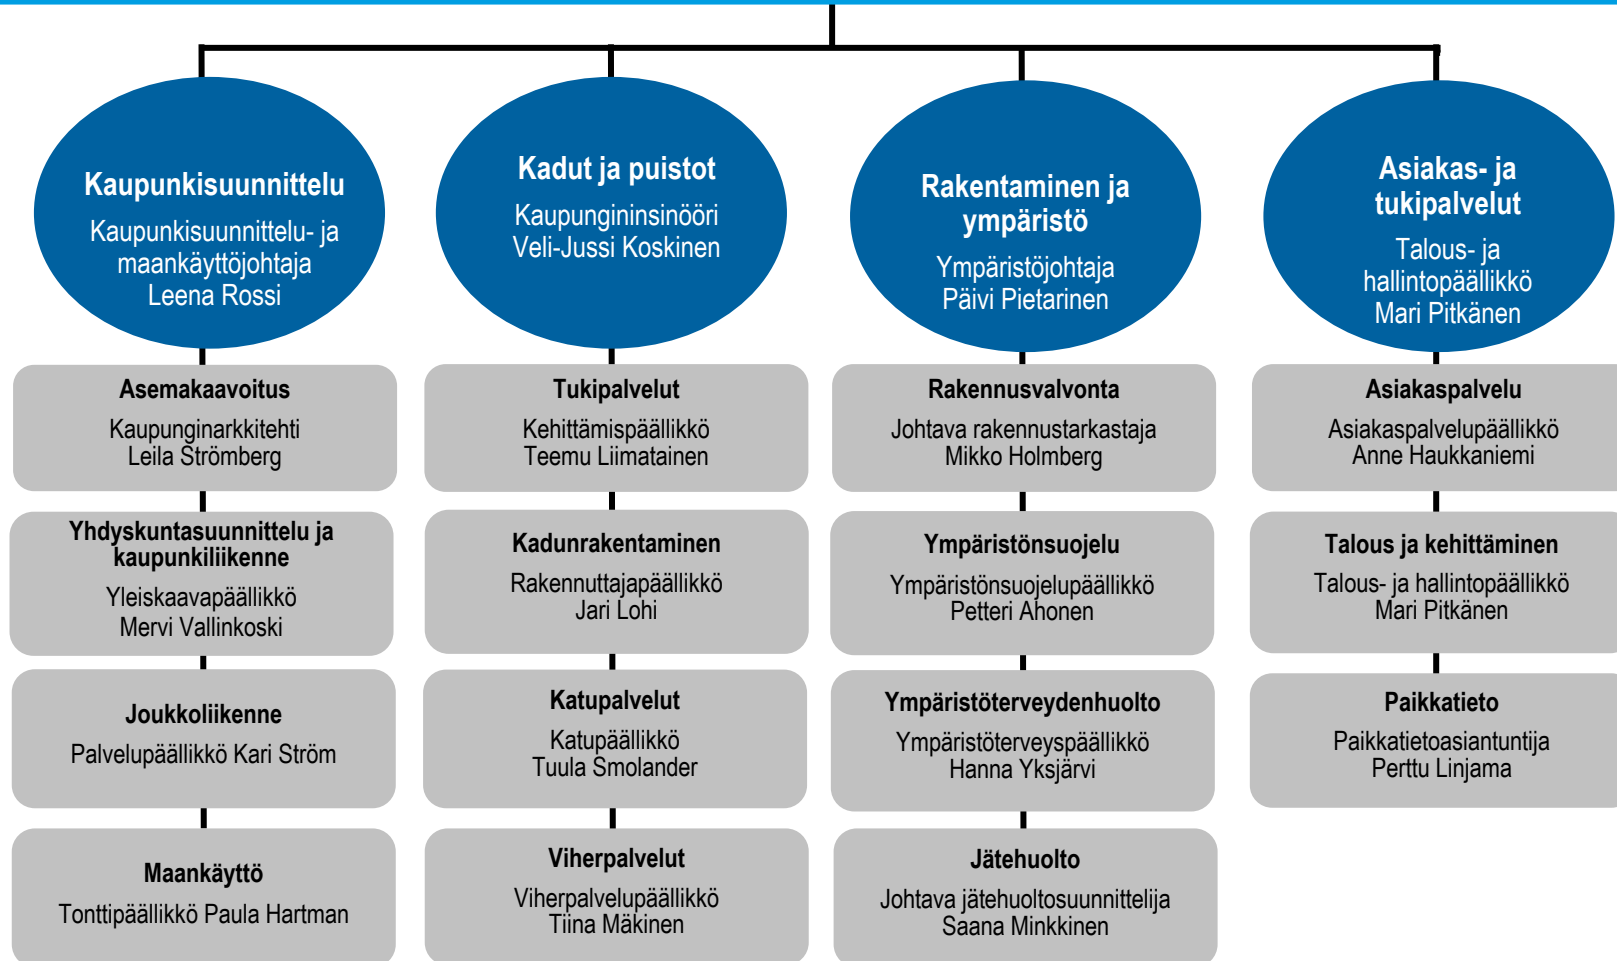 Kaupunkisuunnittelu
Kaupunkisuunnittelu- ja
maankäyttöjohtaja
Leena Rossi
Kadut ja puistot
Kaupungininsinööri
Veli-Jussi Koskinen
Rakentaminen ja
ympäristö
Ympäristöjohtaja
Päivi Pietarinen
Asiakas- ja
tukipalvelut
Talous- ja
hallintopäällikkö
Mari Pitkänen
Asemakaavoitus
Kaupunginarkkitehti
Leila Strömberg
Yhdyskuntasuunnittelu ja
kaupunkiliikenne
Yleiskaavapäällikkö
Mervi Vallinkoski
Joukkoliikenne
Palvelupäällikkö Kari Ström
Maankäyttö
Tonttipäällikkö Paula Hartman
Tukipalvelut
Kehittämispäällikkö
Teemu Liimatainen
Kadunrakentaminen
Rakennuttajapäällikkö
Jari Lohi
Katupalvelut
Katupäällikkö
Tuula Smolander
Viherpalvelut
Viherpalvelupäällikkö
Tiina Mäkinen
Rakennusvalvonta
Johtava rakennustarkastaja
Mikko Holmberg
Ympäristönsuojelu
Ympäristönsuojelupäällikkö
Petteri Ahonen
Ympäristöterveydenhuolto
Ympäristöterveyspäällikkö
Hanna Yksjärvi
Jätehuolto
Johtava jätehuoltosuunnittelija
Saana Minkkinen
Asiakaspalvelu
Asiakaspalvelupäällikkö
Anne Haukkaniemi
Talous ja kehittäminen
Talous- ja hallintopäällikkö
Mari Pitkänen
Paikkatieto
Paikkatietoasiantuntija
Perttu Linjama